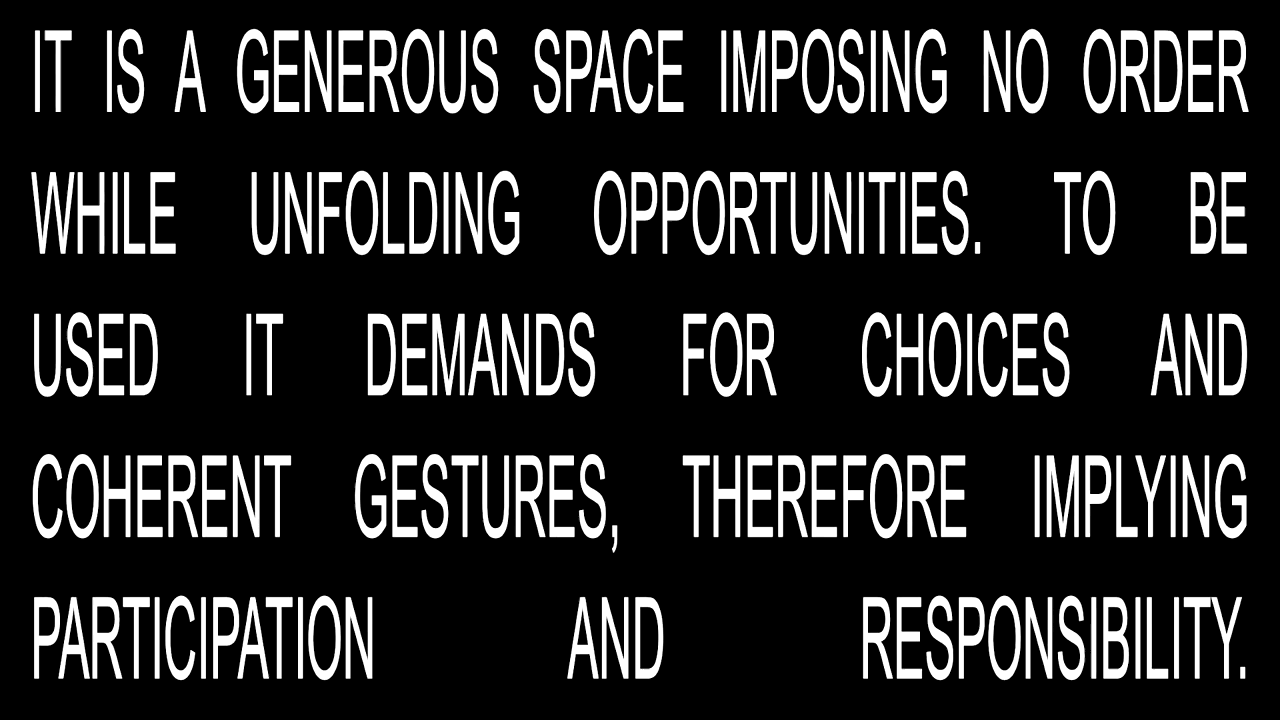 IT IS A GENEROUS SPACE IMPOSING NO ORDER
WHILE UNFOLDING OPPORTUNITIES. TO BE
USED IT DEMANDS FOR CHOICES AND
COHERENT GESTURES, THEREFORE IMPLYING
PARTICIPATION AND RESPONSIBILITY.